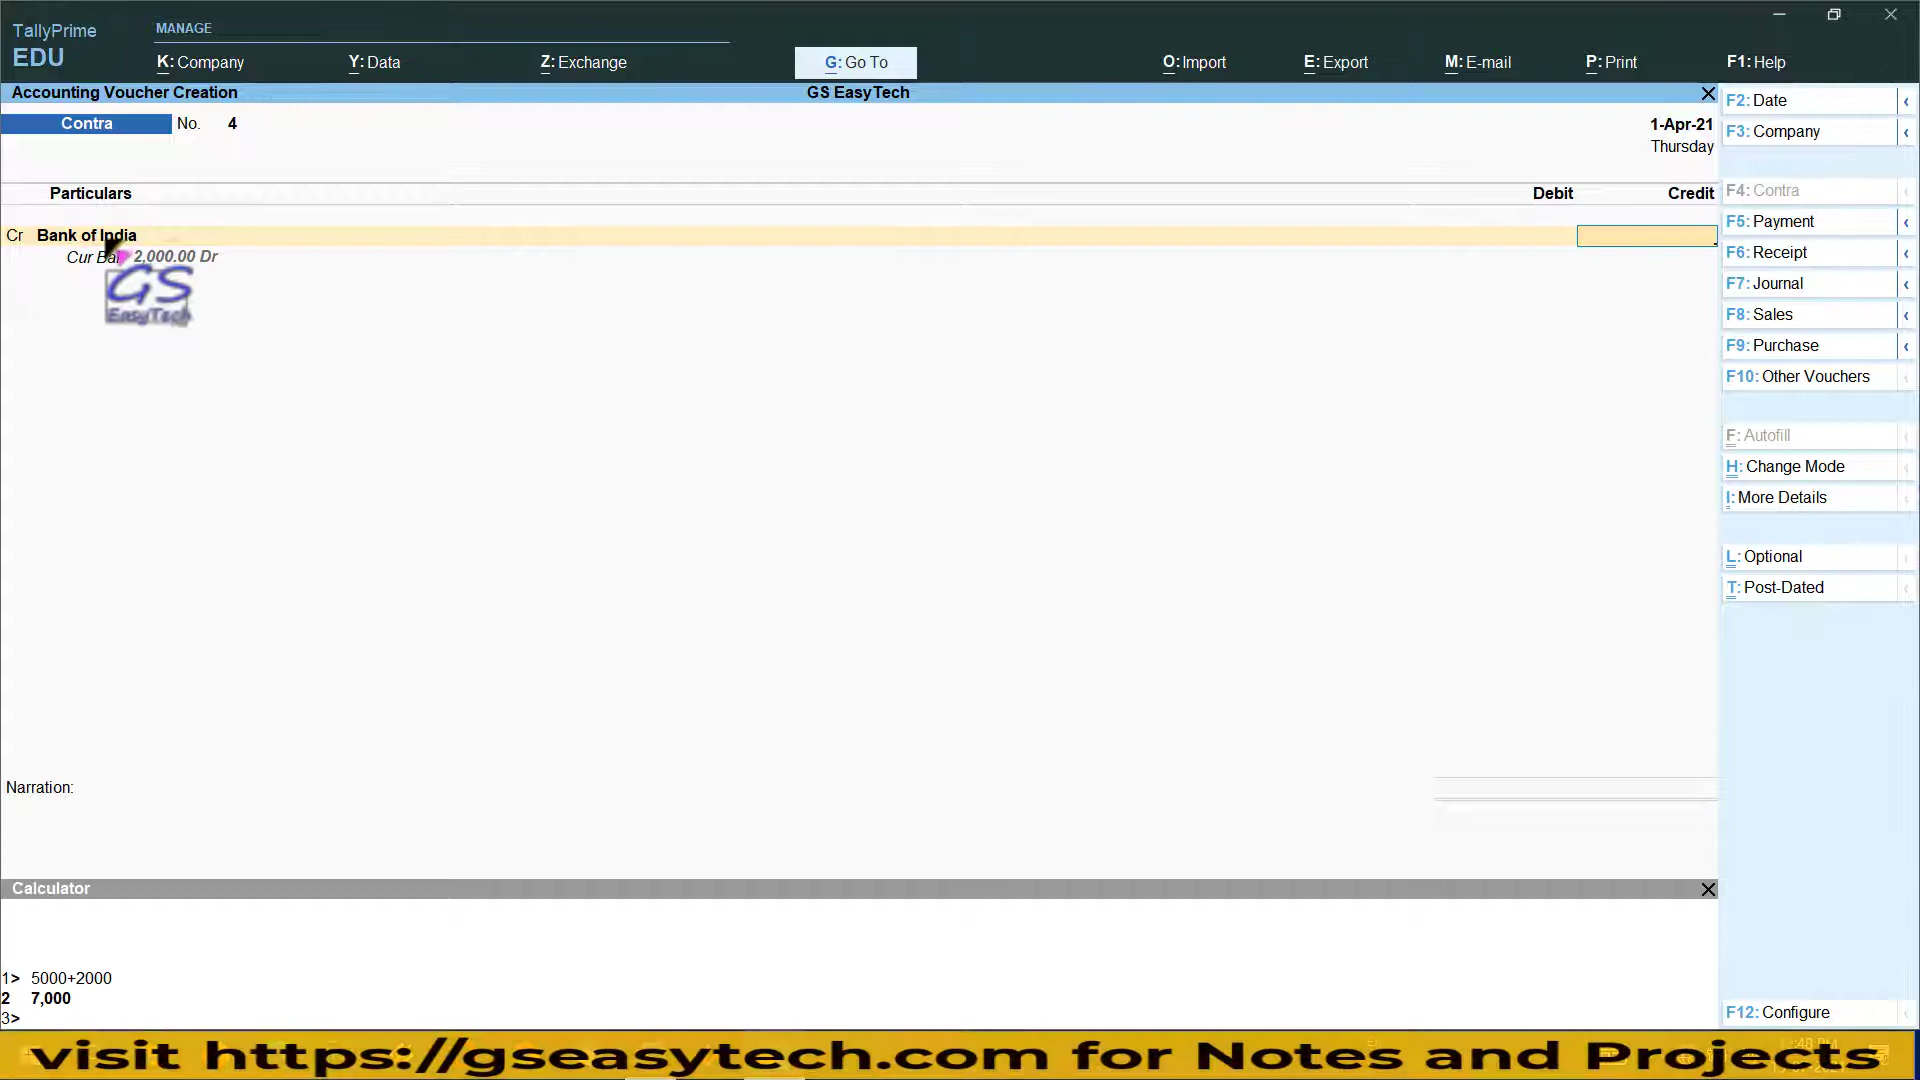 TallyPrime
EDU
MANAGE
K: Company
Y: Data
Z: Exchange
G: Go To
O: Import
E: Export
M: E-mail
P: Print
F1: Help
Accounting Voucher Creation
GS EasyTech
Contra No. 4
1-Apr-21
Thursday
Particulars
Debit
Credit
Cr Bank of India
Cur Bal 2,000.00 Dr
GS
EasyTech
F2: Date
F3: Company
F4: Contra
F5: Payment
F6: Receipt
F7: Journal
F8: Sales
F9: Purchase
F10: Other Vouchers
F: Autofill
H: Change Mode
I: More Details
L: Optional
T: Post-Dated
F12: Configure
Narration:
Calculator
1> 5000+2000
2 7,000
3>
visit https://gseasytech.com for Notes and Projects